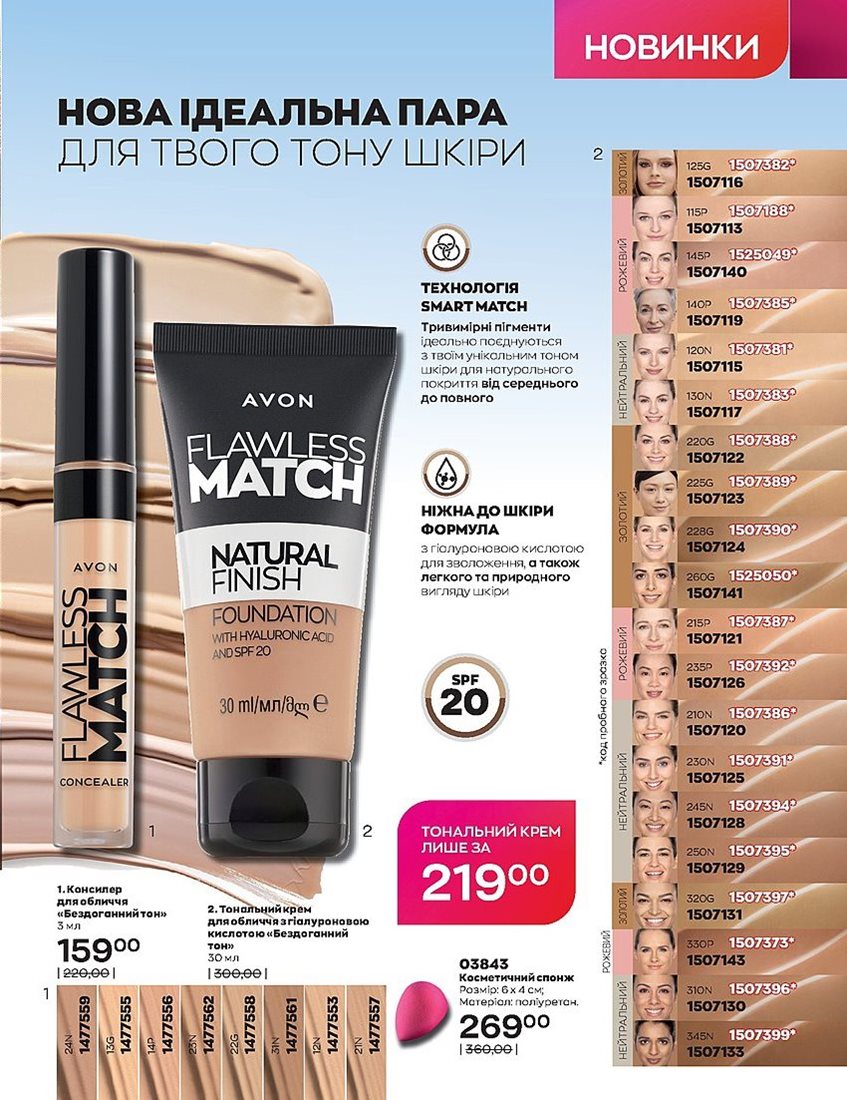 НОВИНКИ
НОВА ІДЕАЛЬНА ПАРА
ДЛЯ ТВОГО ТОНУ ШКІРИ
ТЕХНОЛОГІЯ
SMART MATCH
Тривимірні пігменти
ідеально поєднуються
з твоїм унікальним тоном
шкіри для натурального
покриття від середнього
до повного
НІЖНА ДО ШКІРИ
ФОРМУЛА
з гіалуроновою кислотою
для зволоження, а також
легкого та природного
вигляду шкіри
SPF
20
AVON
FLAWLESS
MATCH
CONCEALER
1
AVON
FLAWLESS
MATCH
NATURAL
FINISH
FOUNDATION
WITH HYALURONIC ACID
AND SPF 20
30 ml/мл/მლ e
2
ТОНАЛЬНИЙ КРЕМ
ЛИШЕ ЗА
21900
1. Консилер
для обличчя
«Бездоганний тон»
3 мл
15900
| 220,00 |
2. Тональний крем
для обличчя з гіалуроновою
кислотою «Бездоганний
тон»
30 мл
| 300,00 |
03843
Косметичний спонж
Розмір: 6 х 4 см;
Матеріал: поліуретан.
26900
| 360,00 |
1
24N 1477559
13G 1477555
14P 1477556
23N 1477562
22G 1477558
31N 1477561
12N 1477553
21N 1477557
2
ЗОЛОТИЙ
125G 1507382*
1507116
РОЖЕВИЙ
115P 1507188*
1507113
145P 1525049*
1507140
140P 1507385*
1507119
НЕЙТРАЛЬНИЙ
120N 1507381*
1507115
130N 1507383*
1507117
ЗОЛОТИЙ
220G 1507388*
1507122
225G 1507389*
1507123
228G 1507390*
1507124
260G 1525050*
1507141
РОЖЕВИЙ
215P 1507387*
1507121
235P 1507392*
1507126
НЕЙТРАЛЬНИЙ
210N 1507386*
1507120
230N 1507391*
1507125
245N 1507394*
1507128
250N 1507395*
1507129
ЗОЛОТИЙ
320G 1507397*
1507131
РОЖЕВИЙ
330P 1507373*
1507143
НЕЙТРАЛЬНИЙ
310N 1507396*
1507130
345N 1507399*
1507133
*код пробного зразка